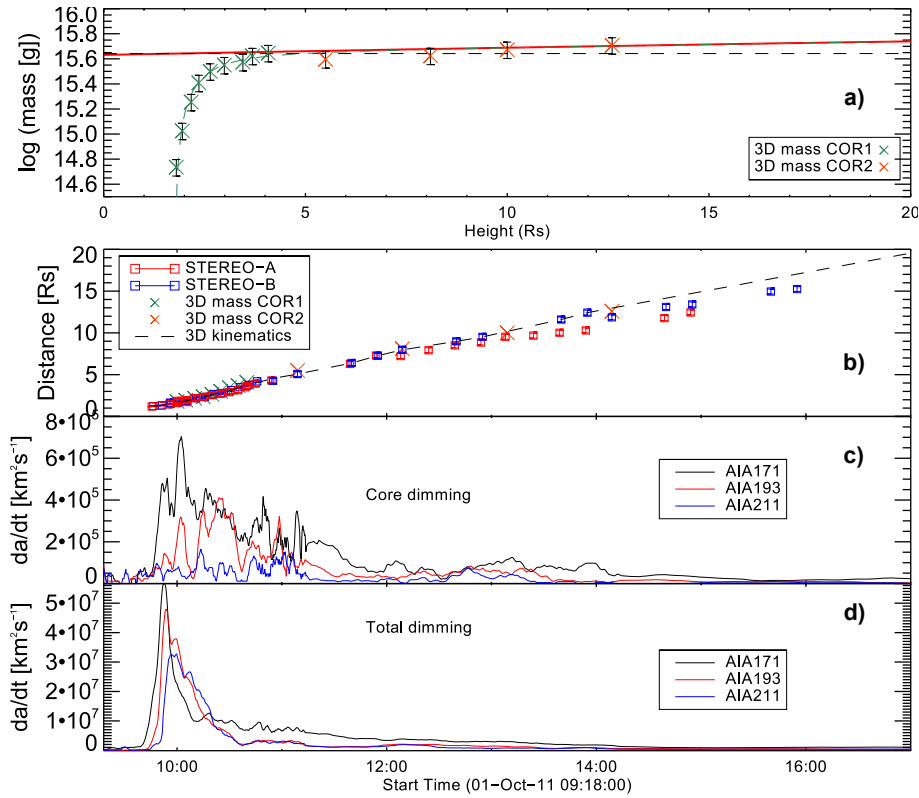 16.0
15.8
15.6
15.4
15.2
15.0
14.8
14.6
log (mass [g])
a)
3D mass COR1
3D mass COR2
0 5 10 15 20
Height (Rs)
20
15
10
5
0
Distance [Rs]
b)
STEREO−A
STEREO−B
3D mass COR1
3D mass COR2
3D kinematics
8•10⁵
6•10⁵
4•10⁵
2•10⁵
0
da/dt [km²s⁻¹]
c)
Core dimming
AIA171
AIA193
AIA211
5•10⁷
4•10⁷
3•10⁷
2•10⁷
1•10⁷
0
da/dt [km²s⁻¹]
d)
Total dimming
AIA171
AIA193
AIA211
10:00 12:00 14:00 16:00
Start Time (01−Oct−11 09:18:00)